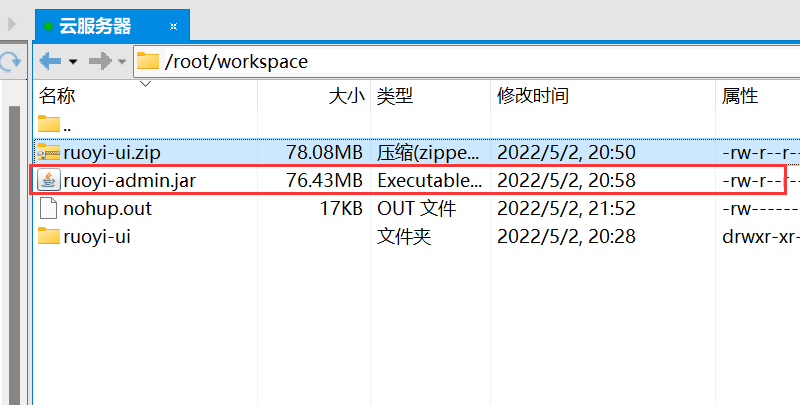 云服务器 ×
/root/workspace
名称 大小 类型 修改时间 属性
..
ruoyi-ui.zip 78.08MB 压缩(zippe... 2022/5/2, 20:50 -rw-r--r--
ruoyi-admin.jar 76.43MB Executable... 2022/5/2, 20:58 -rw-r--r--
nohup.out 17KB OUT 文件 2022/5/2, 21:52 -rw------
ruoyi-ui 文件夹 2022/5/2, 20:28 drwxr-xr-